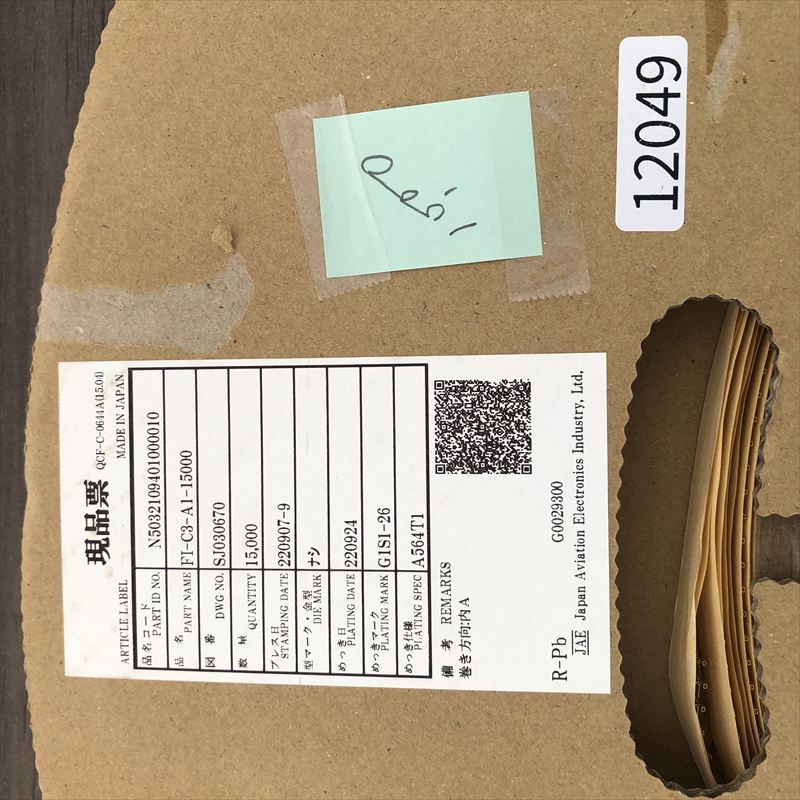 現品票
QCF-C-0644A(15.04)
ARTICLE LABEL
MADE IN JAPAN
品名コード
PART ID NO.
N5032109401000010
品 名
PART NAME
FI-C3-A1-15000
図 番
DWG NO.
SJ030670
数 量
QUANTITY
15,000
プレス日
STAMPING DATE
220907-9
型マーク・金型
DIE MARK
ナシ
めっき日
PLATING DATE
220924
めっきマーク
PLATING MARK
G1S1-26
めっき仕様
PLATING SPEC
A564T1
備 考 REMARKS
巻き方向:内A
R-Pb
G0029300
JAE Japan Aviation Electronics Industry, Ltd,
12049